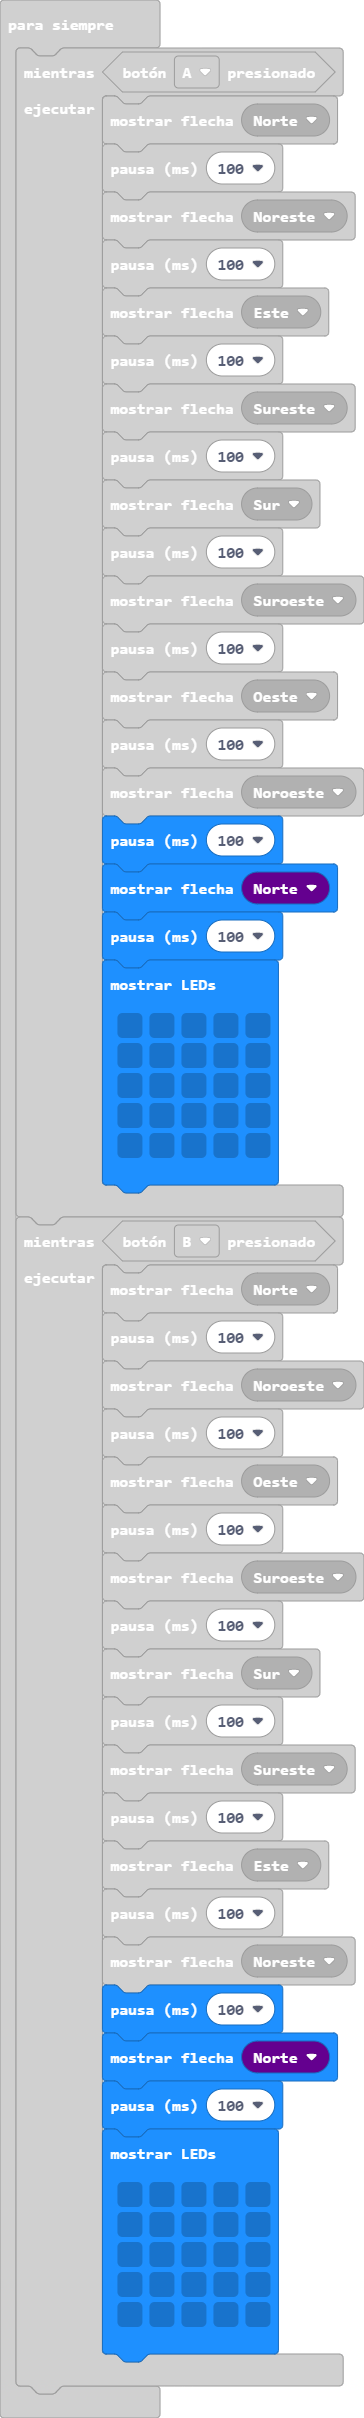 para siempre
mientras botón A presionado
ejecutar
mostrar flecha Norte
pausa (ms) 100
mostrar flecha Noreste
pausa (ms) 100
mostrar flecha Este
pausa (ms) 100
mostrar flecha Sureste
pausa (ms) 100
mostrar flecha Sur
pausa (ms) 100
mostrar flecha Suroeste
pausa (ms) 100
mostrar flecha Oeste
pausa (ms) 100
mostrar flecha Noroeste
pausa (ms) 100
mostrar flecha Norte
pausa (ms) 100
mostrar LEDs
mientras botón B presionado
ejecutar
mostrar flecha Norte
pausa (ms) 100
mostrar flecha Noroeste
pausa (ms) 100
mostrar flecha Oeste
pausa (ms) 100
mostrar flecha Suroeste
pausa (ms) 100
mostrar flecha Sur
pausa (ms) 100
mostrar flecha Sureste
pausa (ms) 100
mostrar flecha Este
pausa (ms) 100
mostrar flecha Noreste
pausa (ms) 100
mostrar flecha Norte
pausa (ms) 100
mostrar LEDs